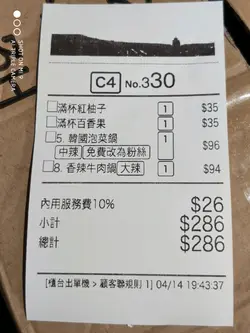 C4 No.330
滿杯紅柚子 1 $35
滿杯百香果 1 $35
5. 韓國泡菜鍋 1 $96
中辣 免費改為粉絲
8. 香辣牛肉鍋 大辣 1 $94
內用服務費10% $26
小計 $286
總計 $286
[櫃台出單機 > 顧客聯規則 1] 04/14 19:43:37